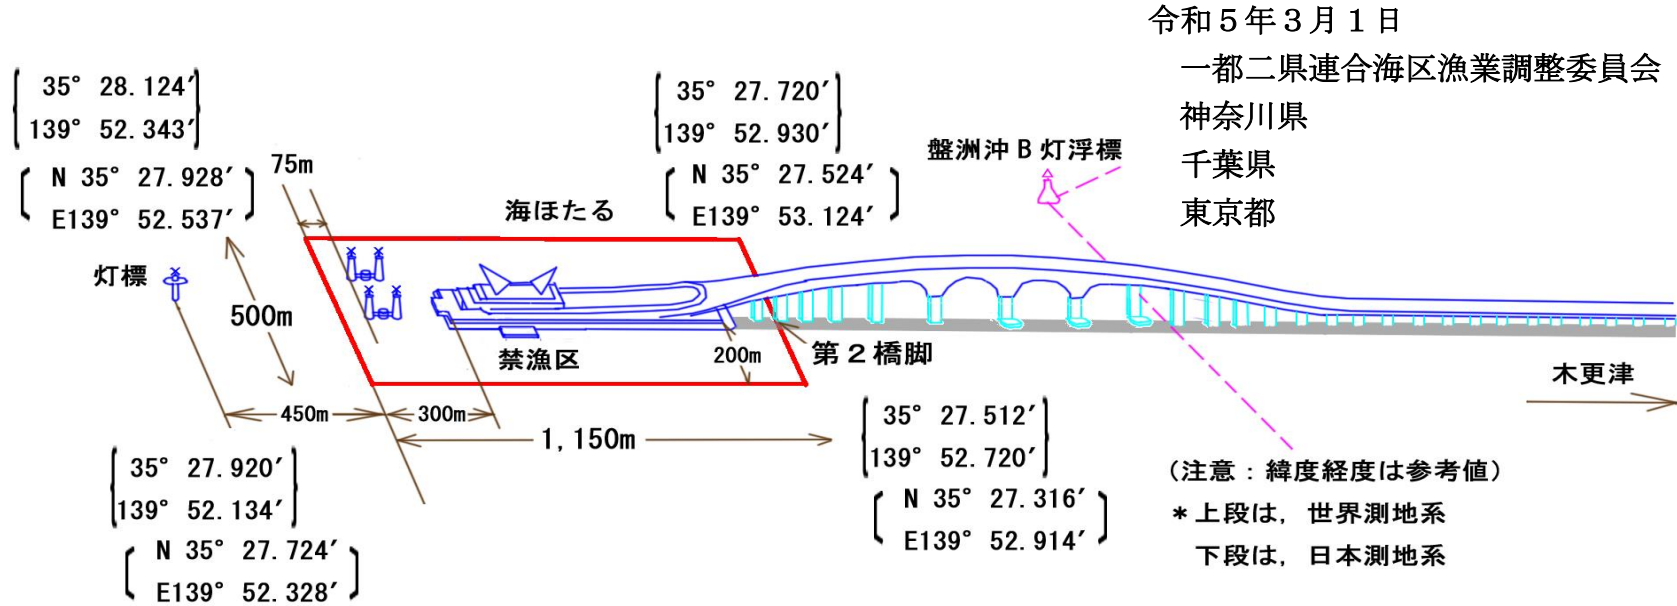 令和５年３月１日
一都二県連合海区漁業調整委員会
神奈川県
千葉県
東京都
35° 28.124′
139° 52.343′
N 35° 27.928′
E139° 52.537′
75m
35° 27.720′
139° 52.930′
N 35° 27.524′
E139° 53.124′
盤洲沖Ｂ灯浮標
海ほたる
灯標
500m
禁漁区
200m
第２橋脚
木更津
450m
300m
1,150m
35° 27.920′
139° 52.134′
N 35° 27.724′
E139° 52.328′
35° 27.512′
139° 52.720′
N 35° 27.316′
E139° 52.914′
(注意：緯度経度は参考値)
*上段は，世界測地系
下段は，日本測地系